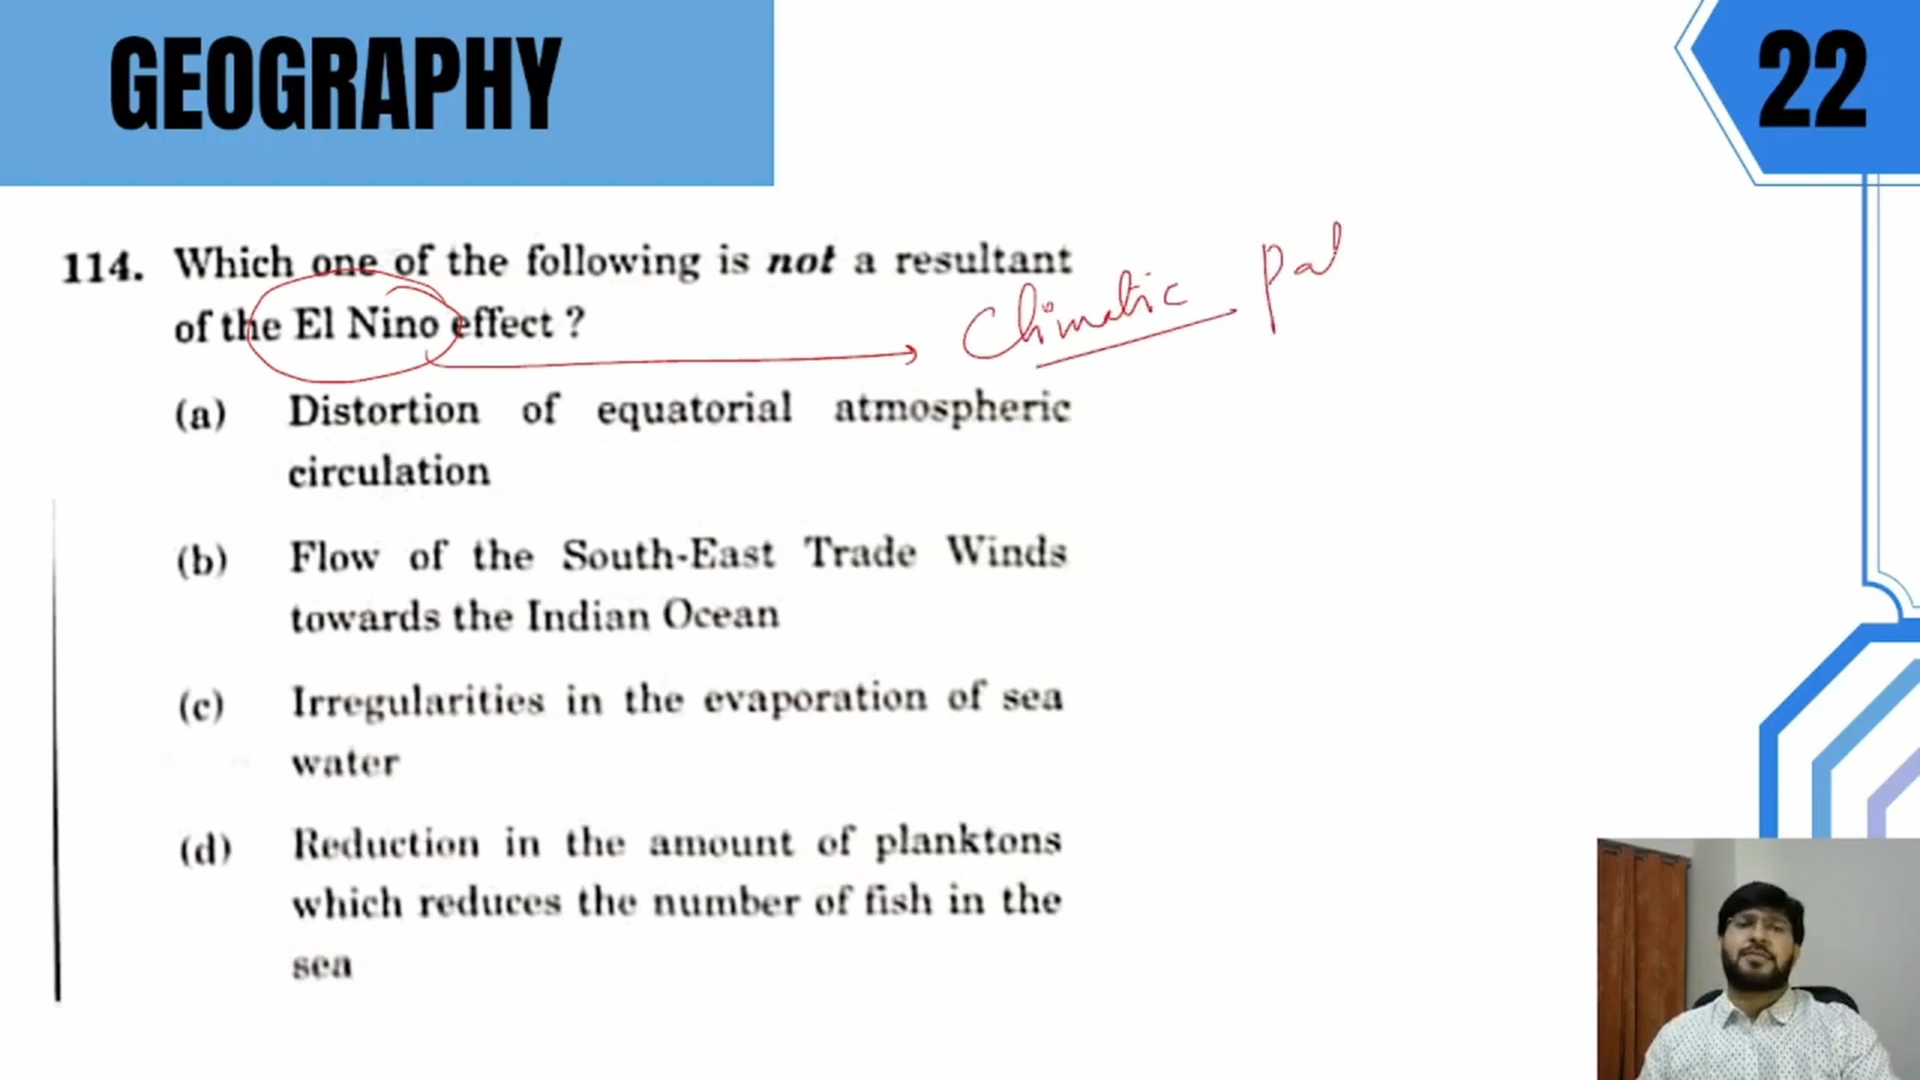 GEOGRAPHY
22
114. Which one of the following is not a resultant
of the El Nino effect ?
Climatic Pat
(a) Distortion of equatorial atmospheric
circulation
(b) Flow of the South-East Trade Winds
towards the Indian Ocean
(c) Irregularities in the evaporation of sea
water
(d) Reduction in the amount of planktons
which reduces the number of fish in the
sea